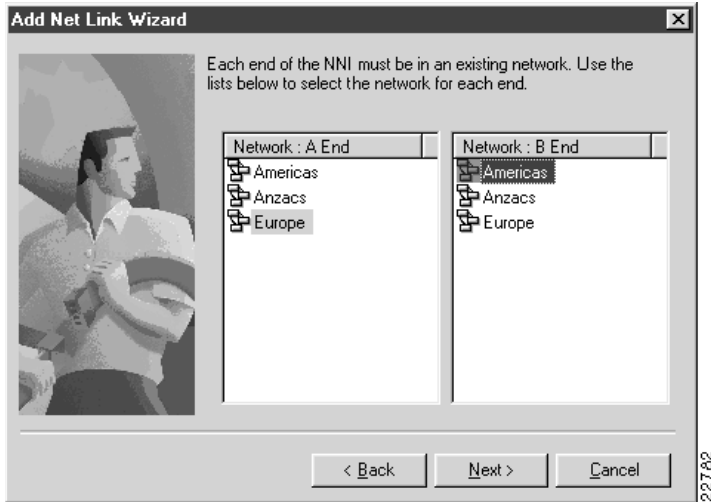 Add Net Link Wizard
Each end of the NNI must be in an existing network. Use the
lists below to select the network for each end.
Network : A End
Americas
Anzacs
Europe
Network : B End
Americas
Anzacs
Europe
< Back
Next >
Cancel
22782